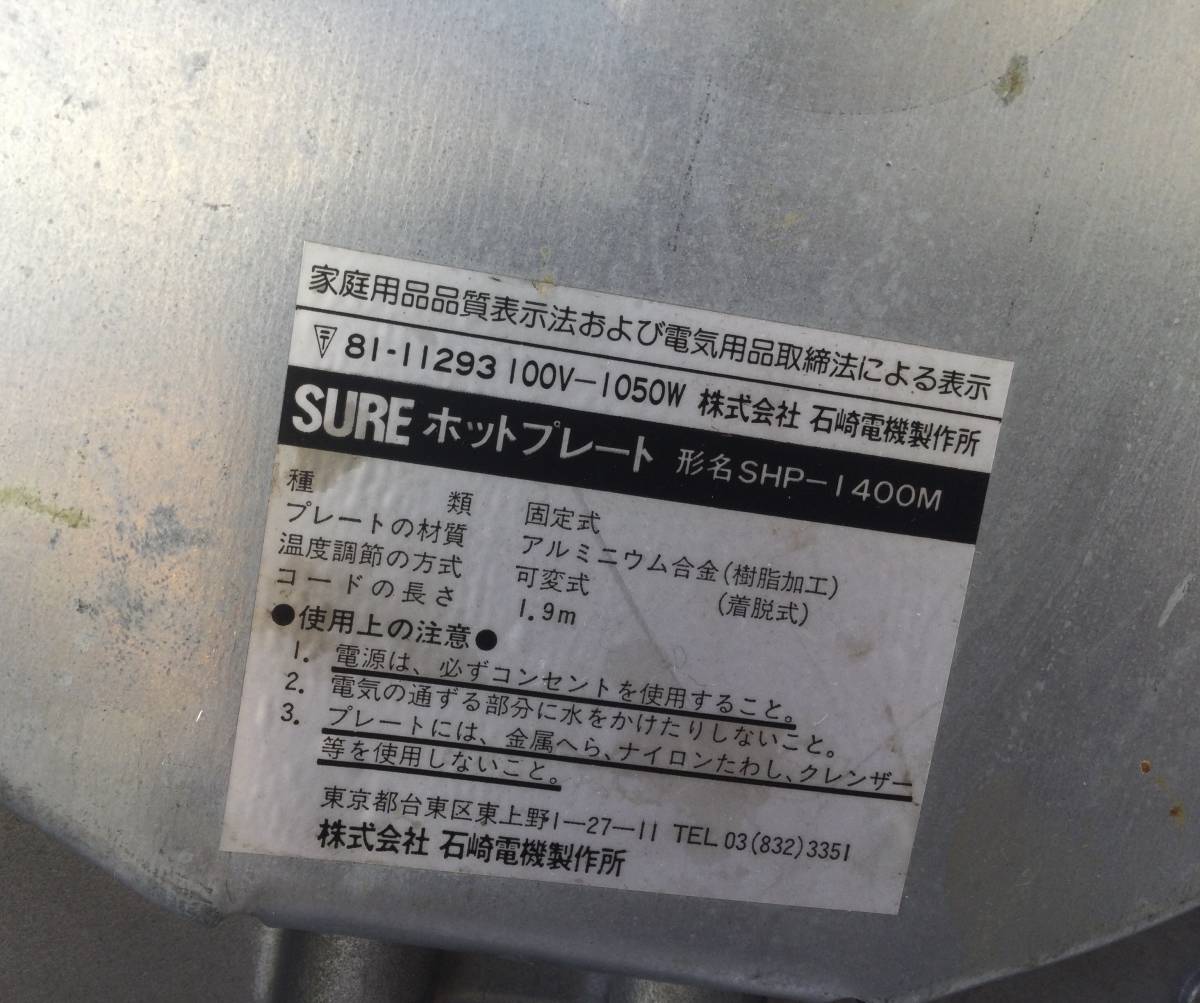 家庭用品品質表示法および電気用品取締法による表示
〒 81-11293 100V-1050W 株式会社 石崎電機製作所
SURE ホットプレート 形名SHP-1400M
種類 固定式
プレートの材質 アルミニウム合金(樹脂加工)
温度調節の方式 可変式 (着脱式)
コードの長さ 1.9m
●使用上の注意●
1. 電源は、必ずコンセントを使用すること。
2. 電気の通ずる部分に水をかけたりしないこと。
3. プレートには、金属へら、ナイロンたわし、クレンザー
等を使用しないこと。
東京都台東区東上野1-27-11 TEL 03(832)3351
株式会社 石崎電機製作所